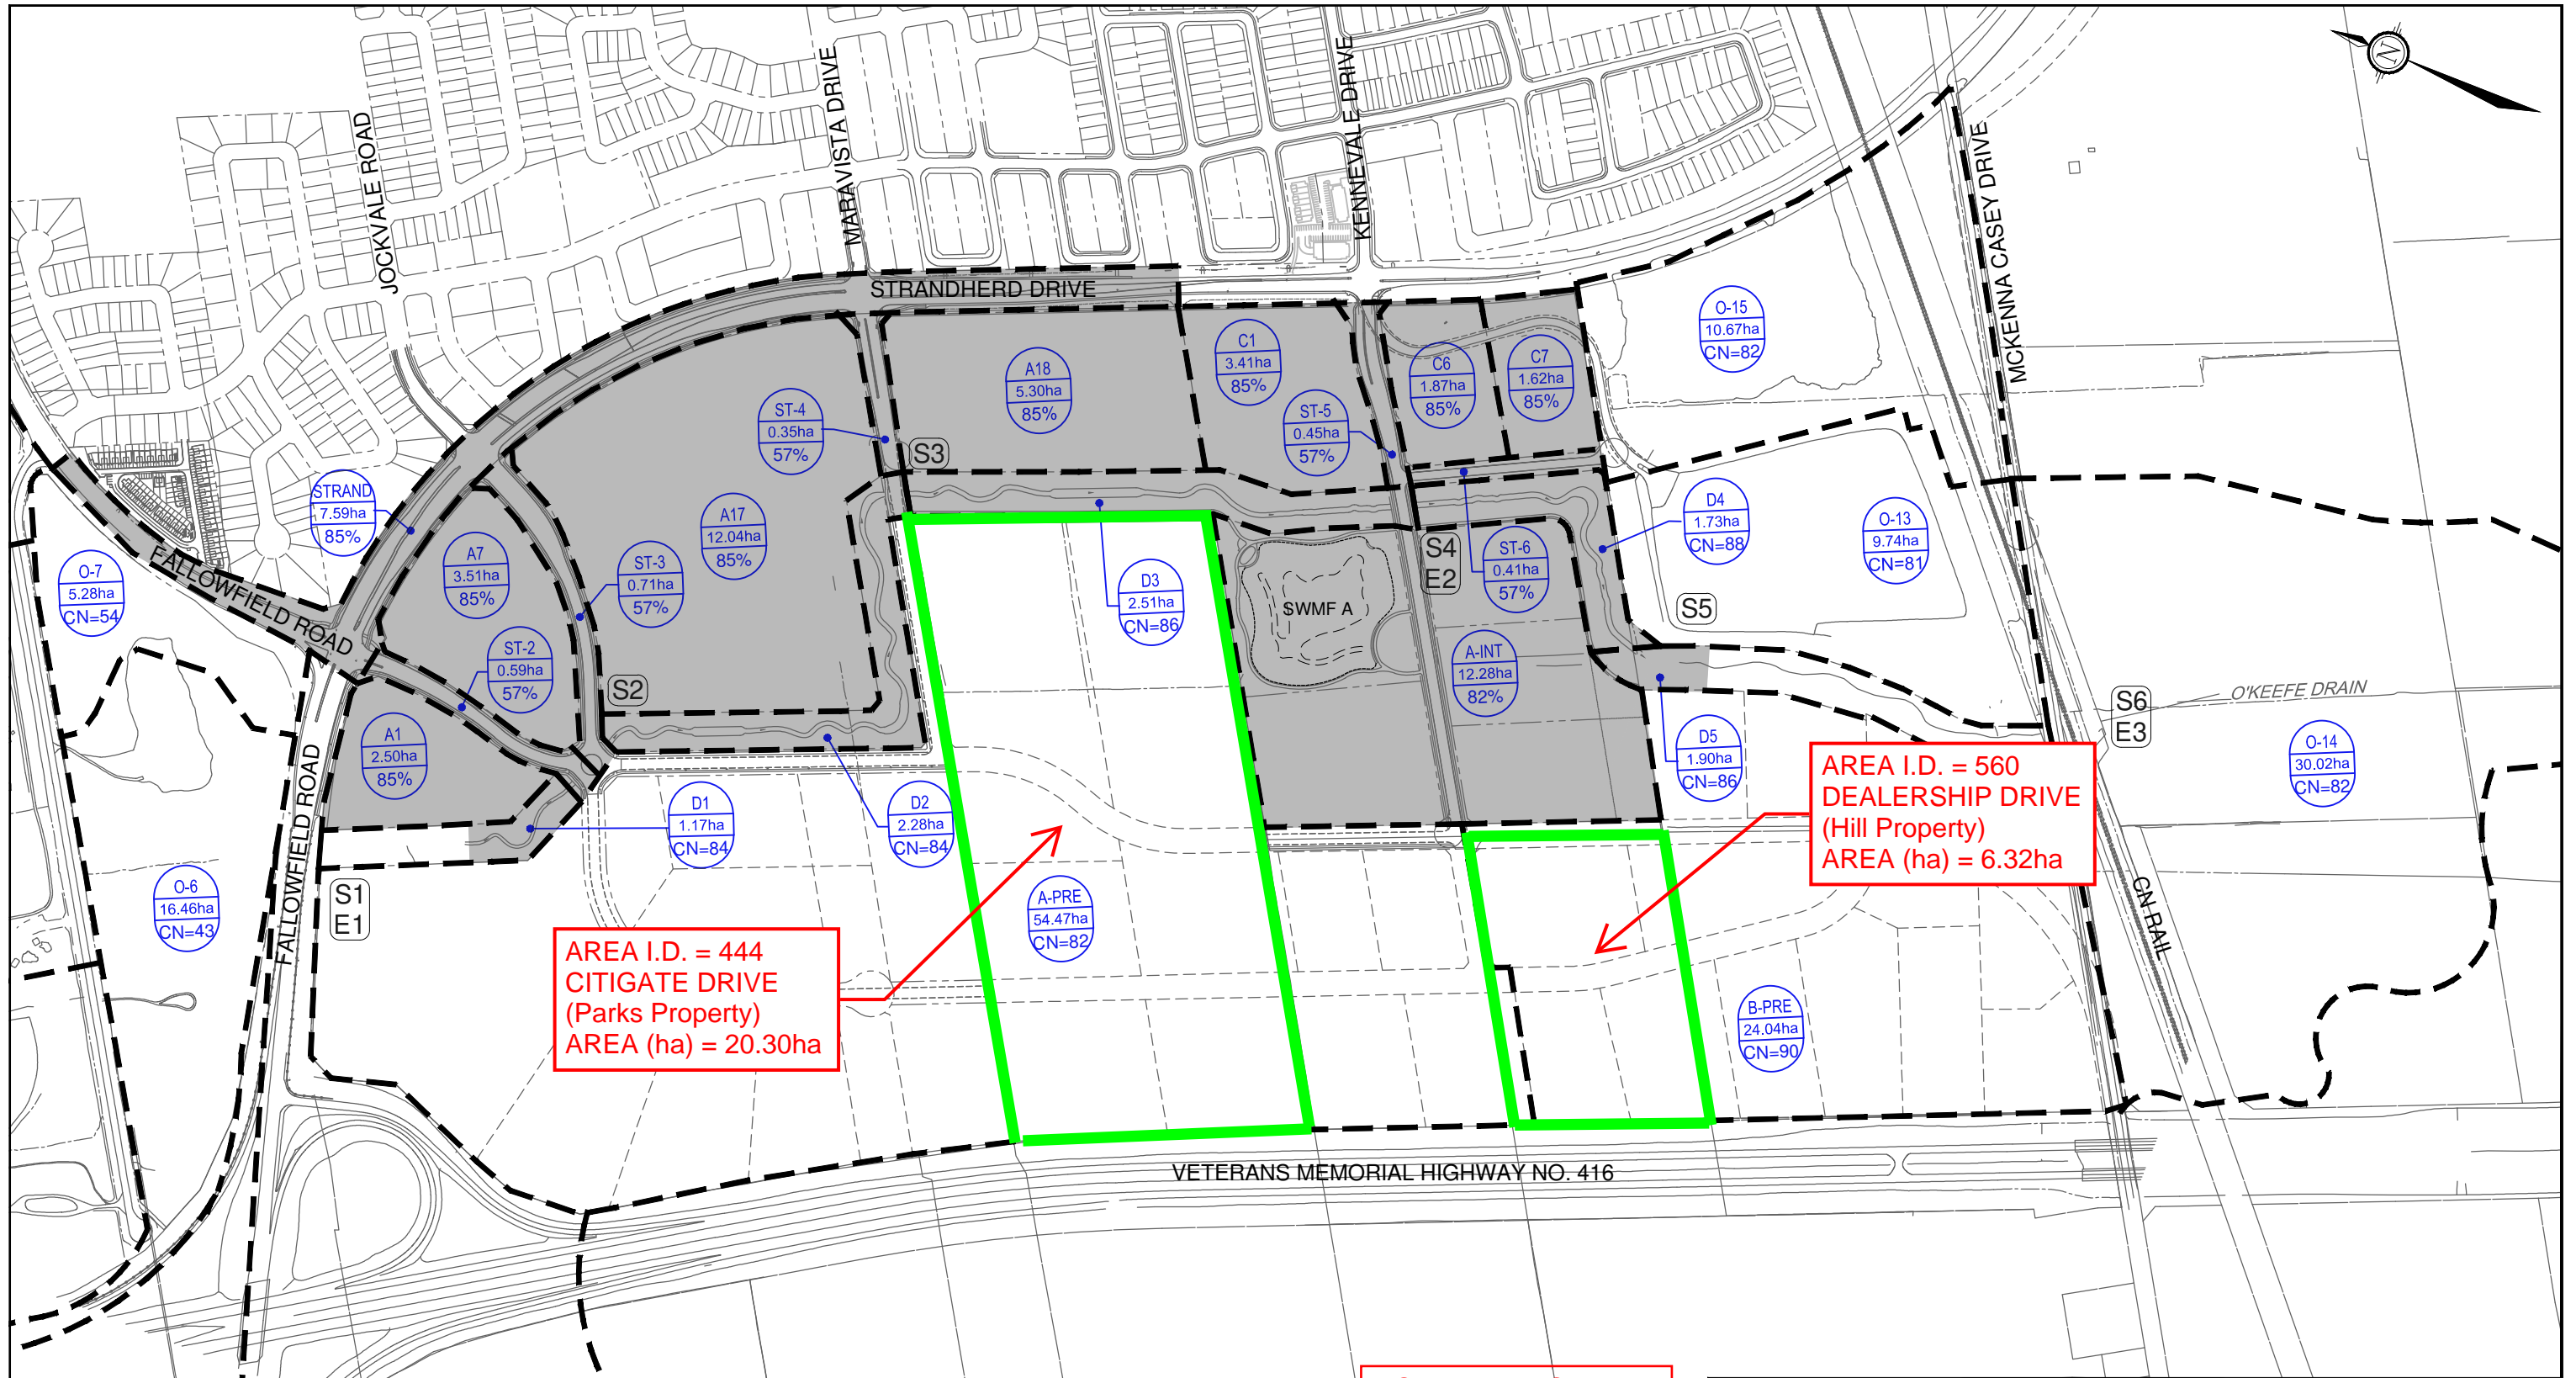 N
JOCKVALE ROAD
MARAVISTA DRIVE
KENNEVALE DRIVE
MCKENNA CASEY DRIVE
STRANDHERD DRIVE
O-15
10.67ha
CN=82
A18
5.30ha
85%
C1
3.41ha
85%
C6
1.87ha
85%
C7
1.62ha
85%
ST-4
0.35ha
57%
ST-5
0.45ha
57%
S3
STRAND
7.59ha
85%
A17
12.04ha
85%
D4
1.73ha
CN=88
O-13
9.74ha
CN=81
O-7
5.28ha
CN=54
FALLOWFIELD ROAD
A7
3.51ha
85%
ST-3
0.71ha
57%
D3
2.51ha
CN=86
SWMF A
S4
E2
ST-6
0.41ha
57%
S5
ST-2
0.59ha
57%
S2
A-INT
12.28ha
82%
O'KEEFE DRAIN
S6
E3
A1
2.50ha
85%
D5
1.90ha
CN=86
O-14
30.02ha
CN=82
D1
1.17ha
CN=84
D2
2.28ha
CN=84
AREA I.D. = 560
DEALERSHIP DRIVE
(Hill Property)
AREA (ha) = 6.32ha
FALLOWFIELD ROAD
O-6
16.46ha
CN=43
S1
E1
A-PRE
54.47ha
CN=82
CN RAIL
AREA I.D. = 444
CITIGATE DRIVE
(Parks Property)
AREA (ha) = 20.30ha
B-PRE
24.04ha
CN=90
VETERANS MEMORIAL HIGHWAY NO. 416